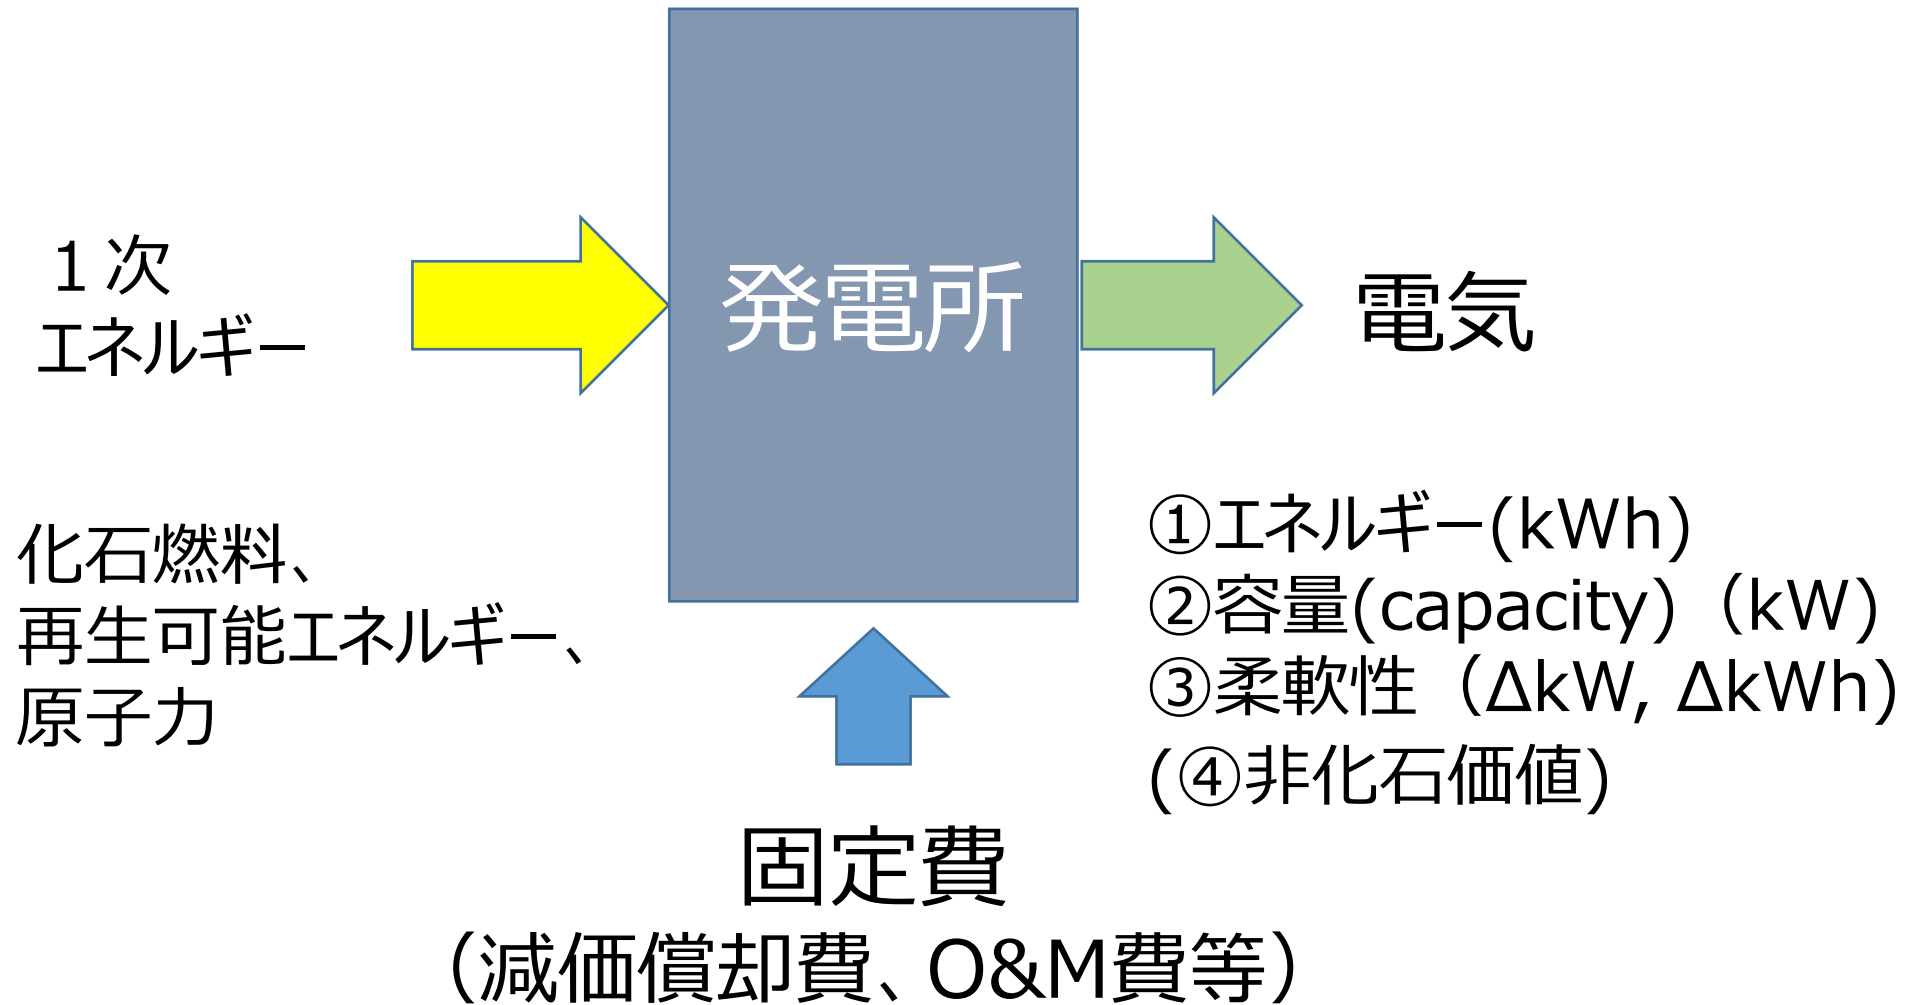 １次
エネルギー
発電所
電気
化石燃料、
再生可能エネルギー、
原子力
①エネルギー(kWh)
②容量(capacity)（kW)
③柔軟性（ΔkW, ΔkWh)
(④非化石価値)
固定費
（減価償却費、O&M費等）